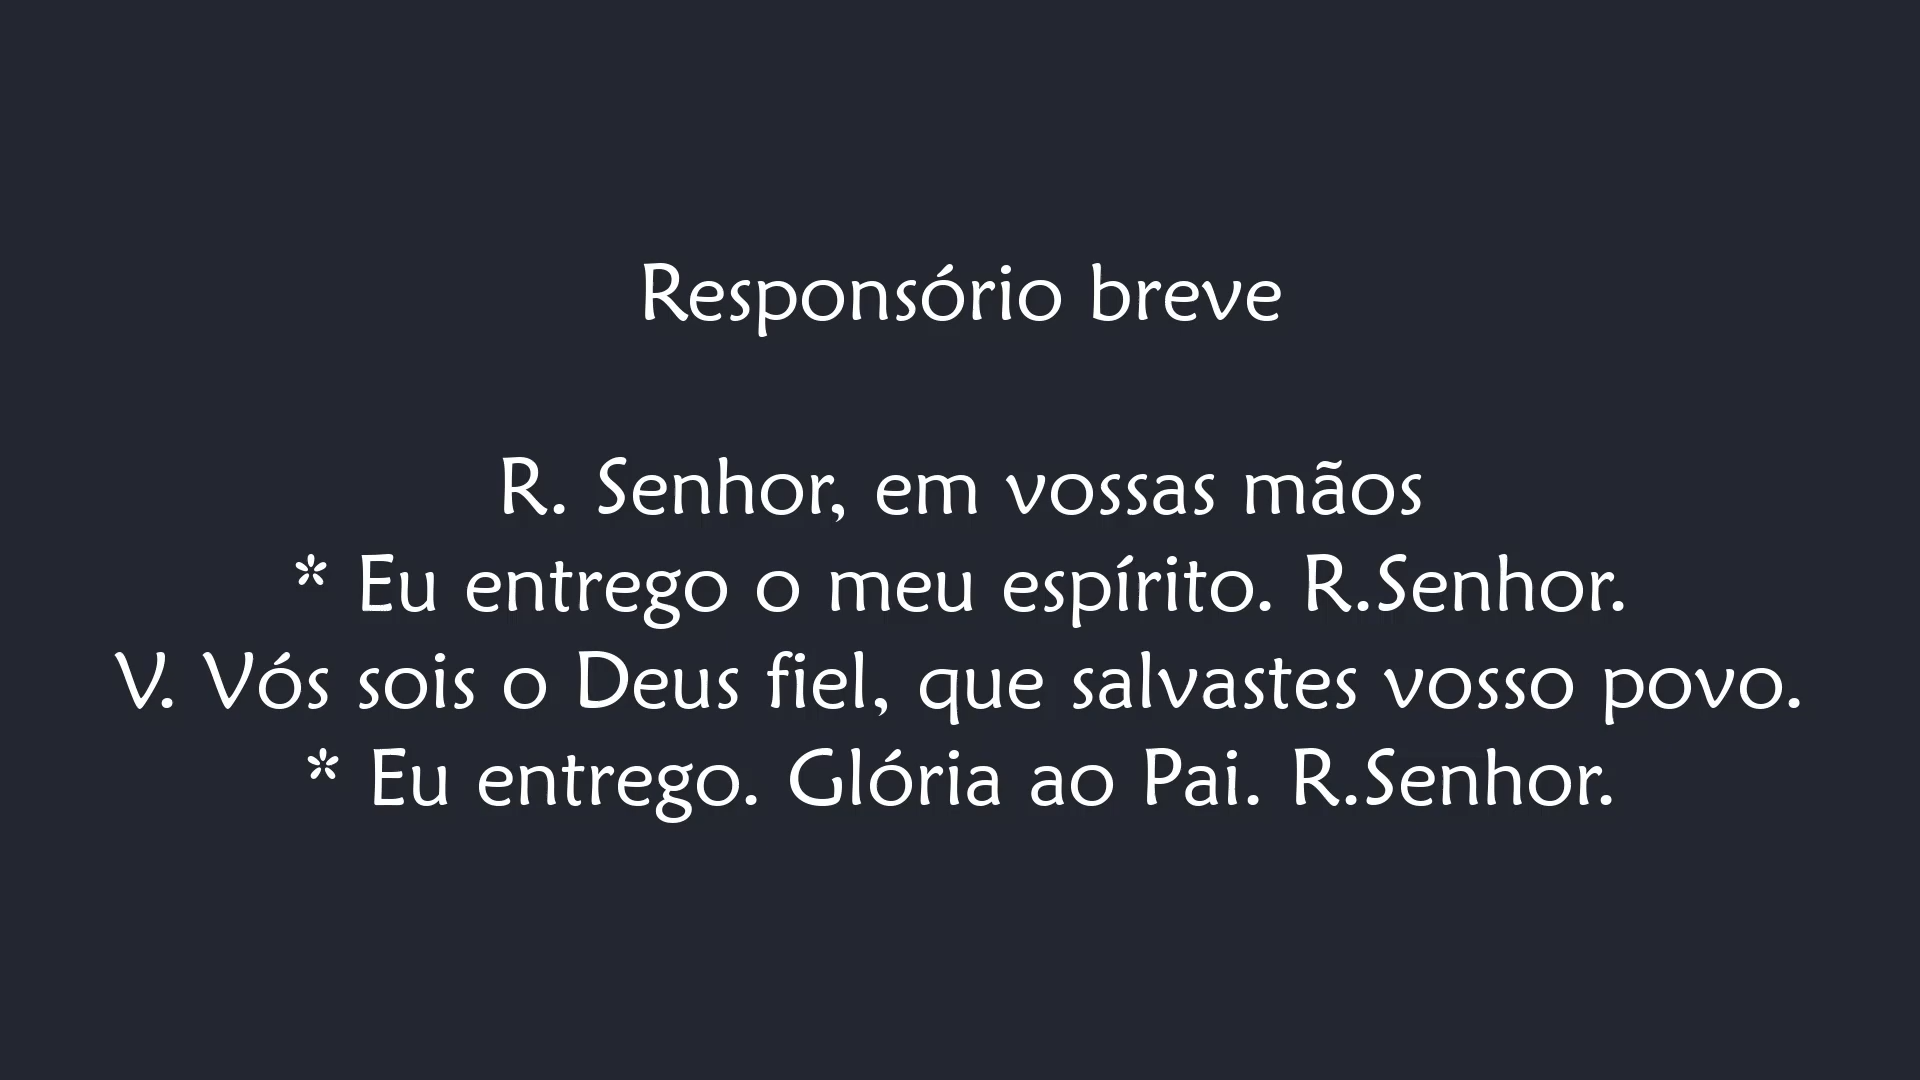 Responsório breve
R. Senhor, em vossas mãos
* Eu entrego o meu espírito. R.Senhor.
V. Vós sois o Deus fiel, que salvastes vosso povo.
* Eu entrego. Glória ao Pai. R.Senhor.